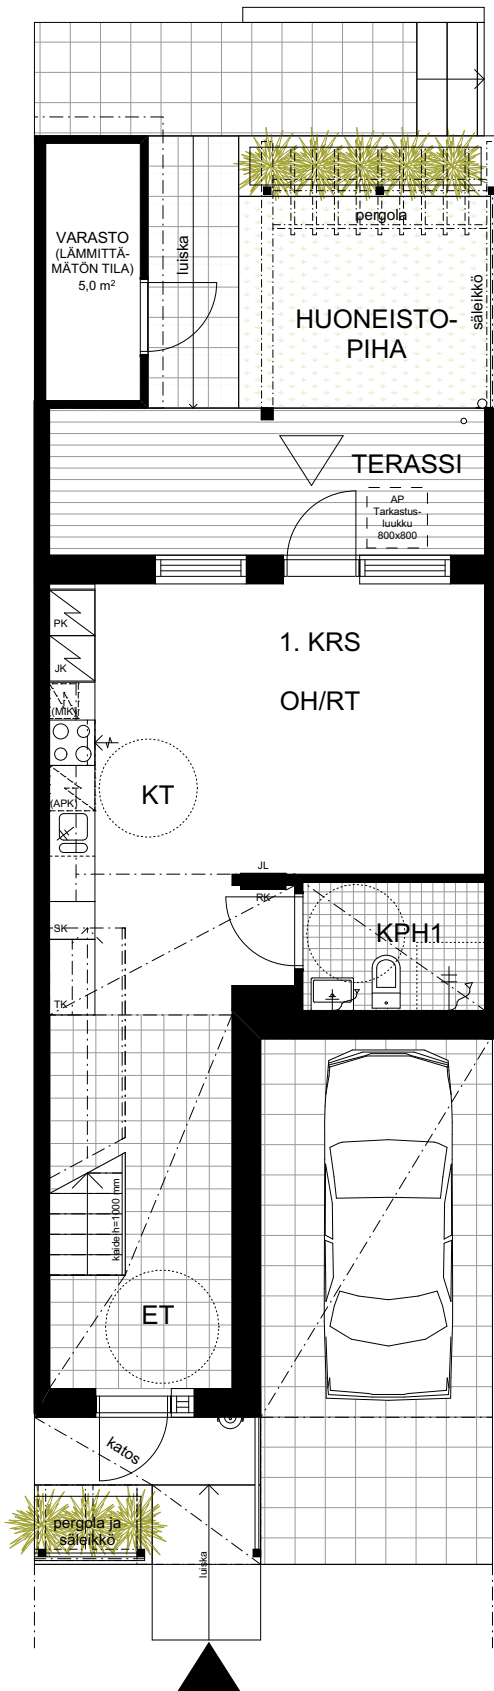 pergola
VARASTO
(LÄMMITTÄ-
MÄTÖN TILA)
5,0 m²
luiska
säleikkö
HUONEISTO-
PIHA
TERASSI
AP
Tarkastus-
luukku
800x800
PK
1. KRS
JK
OH/RT
(MIK)
KT
(APK)
JL
RK
SK
KPH1
TK
kaide h=1000 mm
ET
katos
pergola ja
säleikkö
luiska